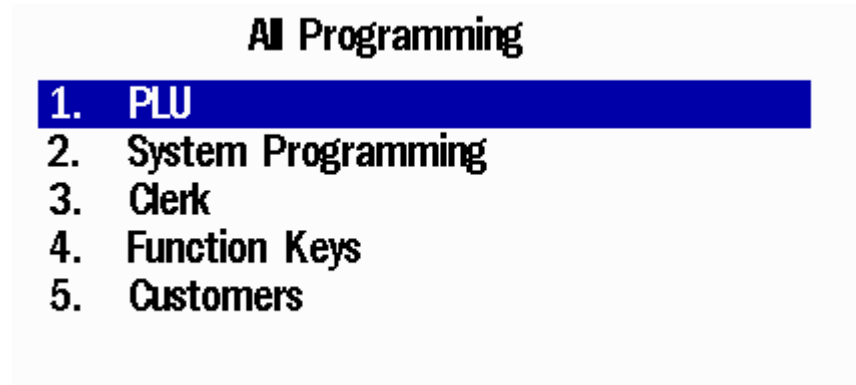 All Programming
1. PLU
2. System Programming
3. Clerk
4. Function Keys
5. Customers